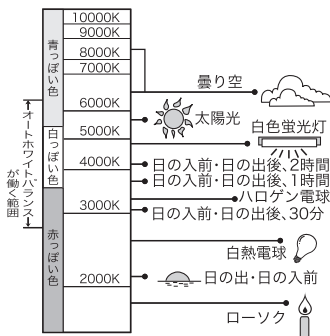 オートホワイトバランス
が働く範囲
青っぽい色
白っぽい色
赤っぽい色
10000K
9000K
8000K
7000K
6000K
5000K
4000K
3000K
2000K
曇り空
太陽光
白色蛍光灯
日の入前・日の出後、2時間
日の入前・日の出後、1時間
ハロゲン電球
日の入前・日の出後、30分
白熱電球
日の出・日の入前
ローソク